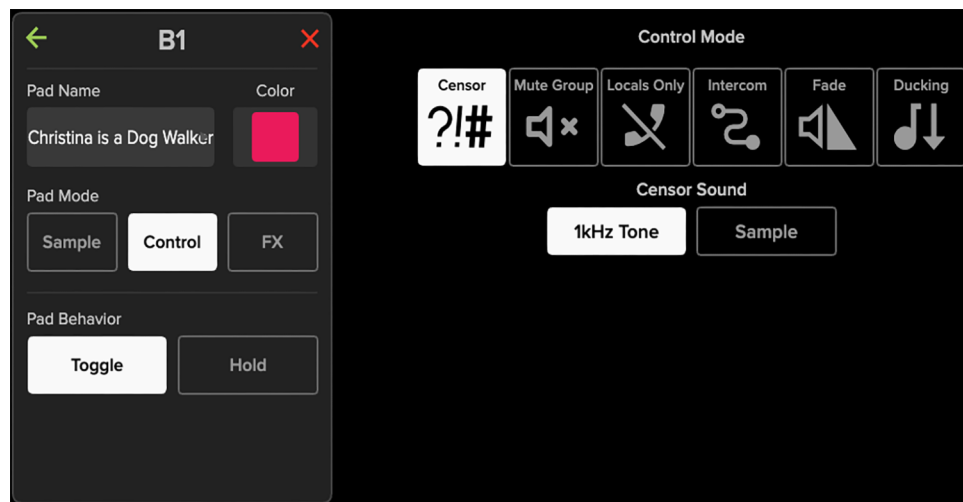 B1
Pad Name
Color
Christina is a Dog Walker
Pad Mode
Sample
Control
FX
Pad Behavior
Toggle
Hold
Control Mode
Censor
?!#
Mute Group
Locals Only
Intercom
Fade
Ducking
Censor Sound
1kHz Tone
Sample